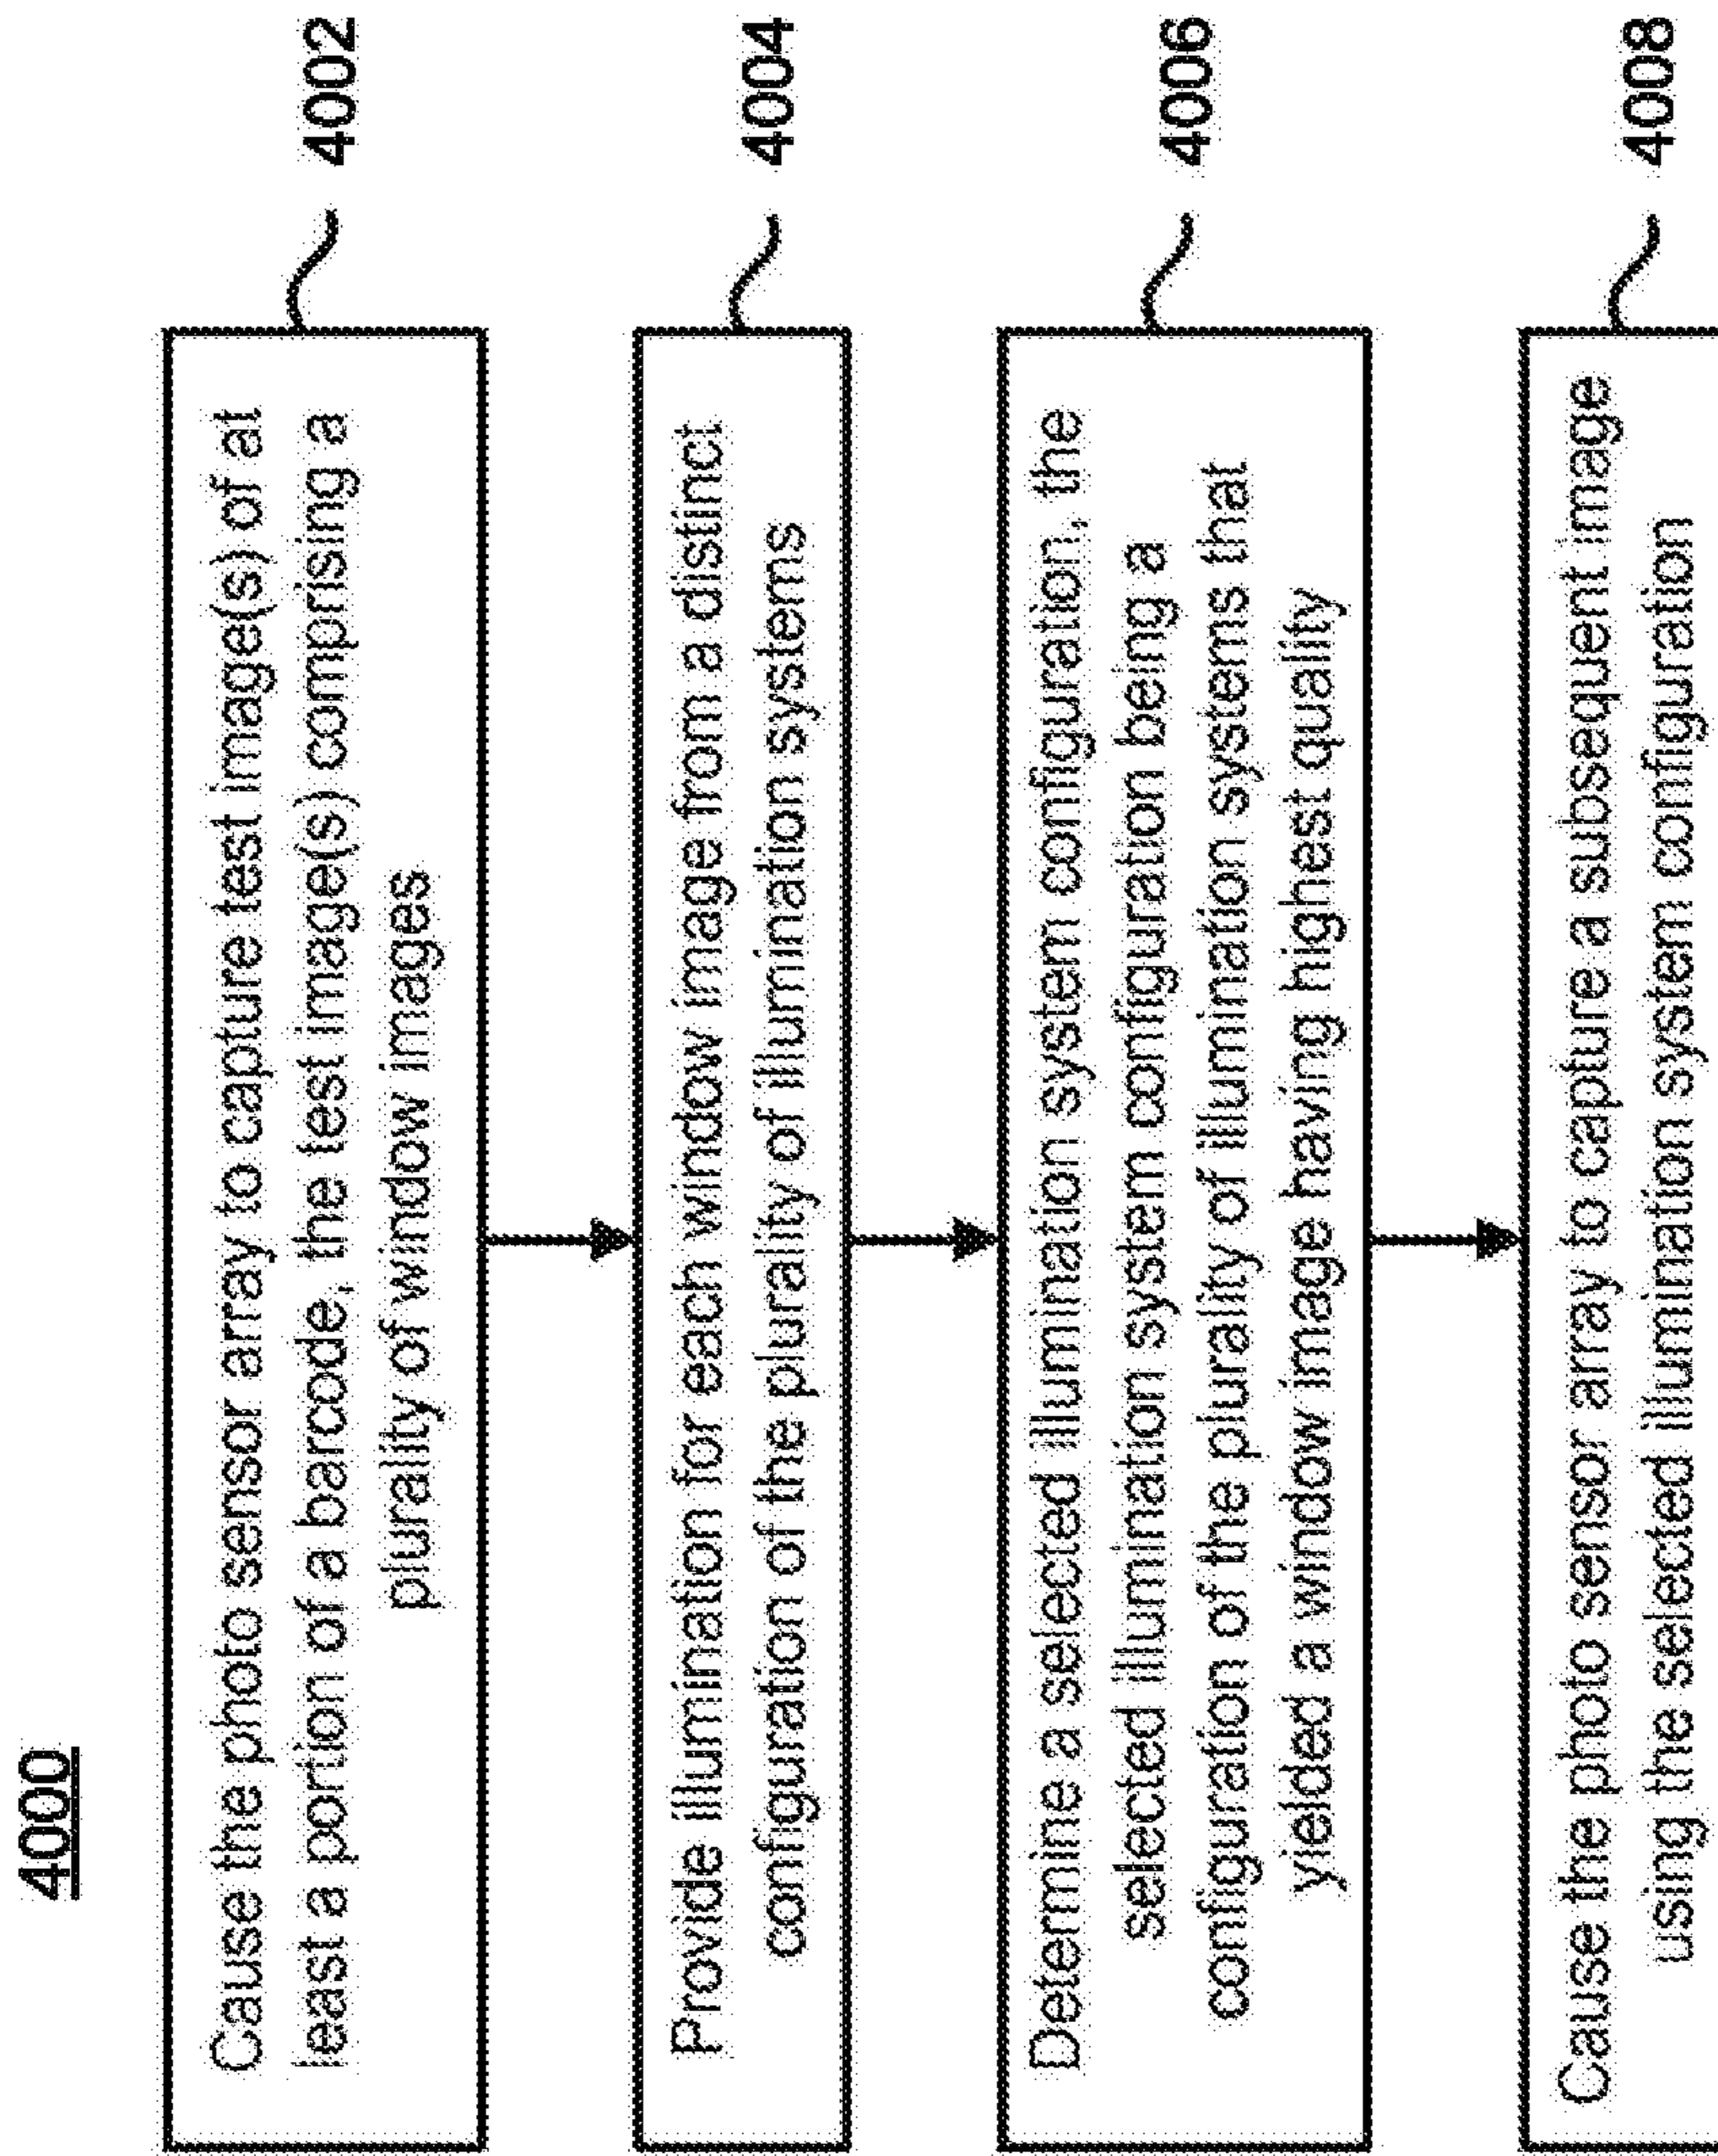 4000
Cause the photo sensor array to capture test image(s) of at
least a portion of a barcode, the test image(s) comprising a
plurality of window images
4002
Provide illumination for each window image from a distinct
configuration of the plurality of illumination systems
4004
Determine a selected illumination system configuration, the
selected illumination system configuration being a
configuration of the plurality of illumination systems that
yielded a window image having highest quality
4006
Cause the photo sensor array to capture a subsequent image
using the selected illumination system configuration
4008